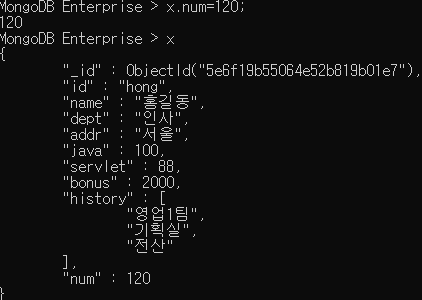 MongoDB Enterprise > x.num=120;
120
MongoDB Enterprise > x
{
"_id" : ObjectId("5e6f19b55064e52b819b01e7"),
"id" : "hong",
"name" : "홍길동",
"dept" : "인사",
"addr" : "서울",
"java" : 100,
"servlet" : 88,
"bonus" : 2000,
"history" : [
"영업1팀",
"기획실",
"전산"
],
"num" : 120
}